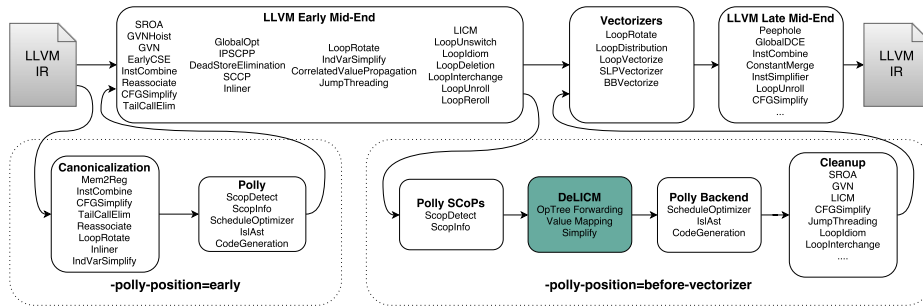 LLVM
IR
LLVM Early Mid-End
SROA
GVNHoist
GVN
EarlyCSE
InstCombine
Reassociate
CFGSimplify
TailCallElim
GlobalOpt
IPSCPP
DeadStoreElimination
SCCP
Inliner
LoopRotate
IndVarSimplify
CorrelatedValuePropagation
JumpThreading
LICM
LoopUnswitch
LoopIdiom
LoopDeletion
LoopInterchange
LoopUnroll
LoopReroll
Vectorizers
LoopRotate
LoopDistribution
LoopVectorize
SLPVectorizer
BBVectorize
LLVM Late Mid-End
Peephole
GlobalDCE
InstCombine
ConstantMerge
InstSimplifier
LoopUnroll
CFGSimplify
...
LLVM
IR
Canonicalization
Mem2Reg
InstCombine
CFGSimplify
TailCallElim
Reassociate
LoopRotate
Inliner
IndVarSimplify
Polly
ScopDetect
ScopInfo
ScheduleOptimizer
IslAst
CodeGeneration
-polly-position=early
Polly SCoPs
ScopDetect
ScopInfo
DeLICM
OpTree Forwarding
Value Mapping
Simplify
Polly Backend
ScheduleOptimizer
IslAst
CodeGeneration
Cleanup
SROA
GVN
LICM
CFGSimplify
JumpThreading
LoopIdiom
LoopInterchange
....
-polly-position=before-vectorizer